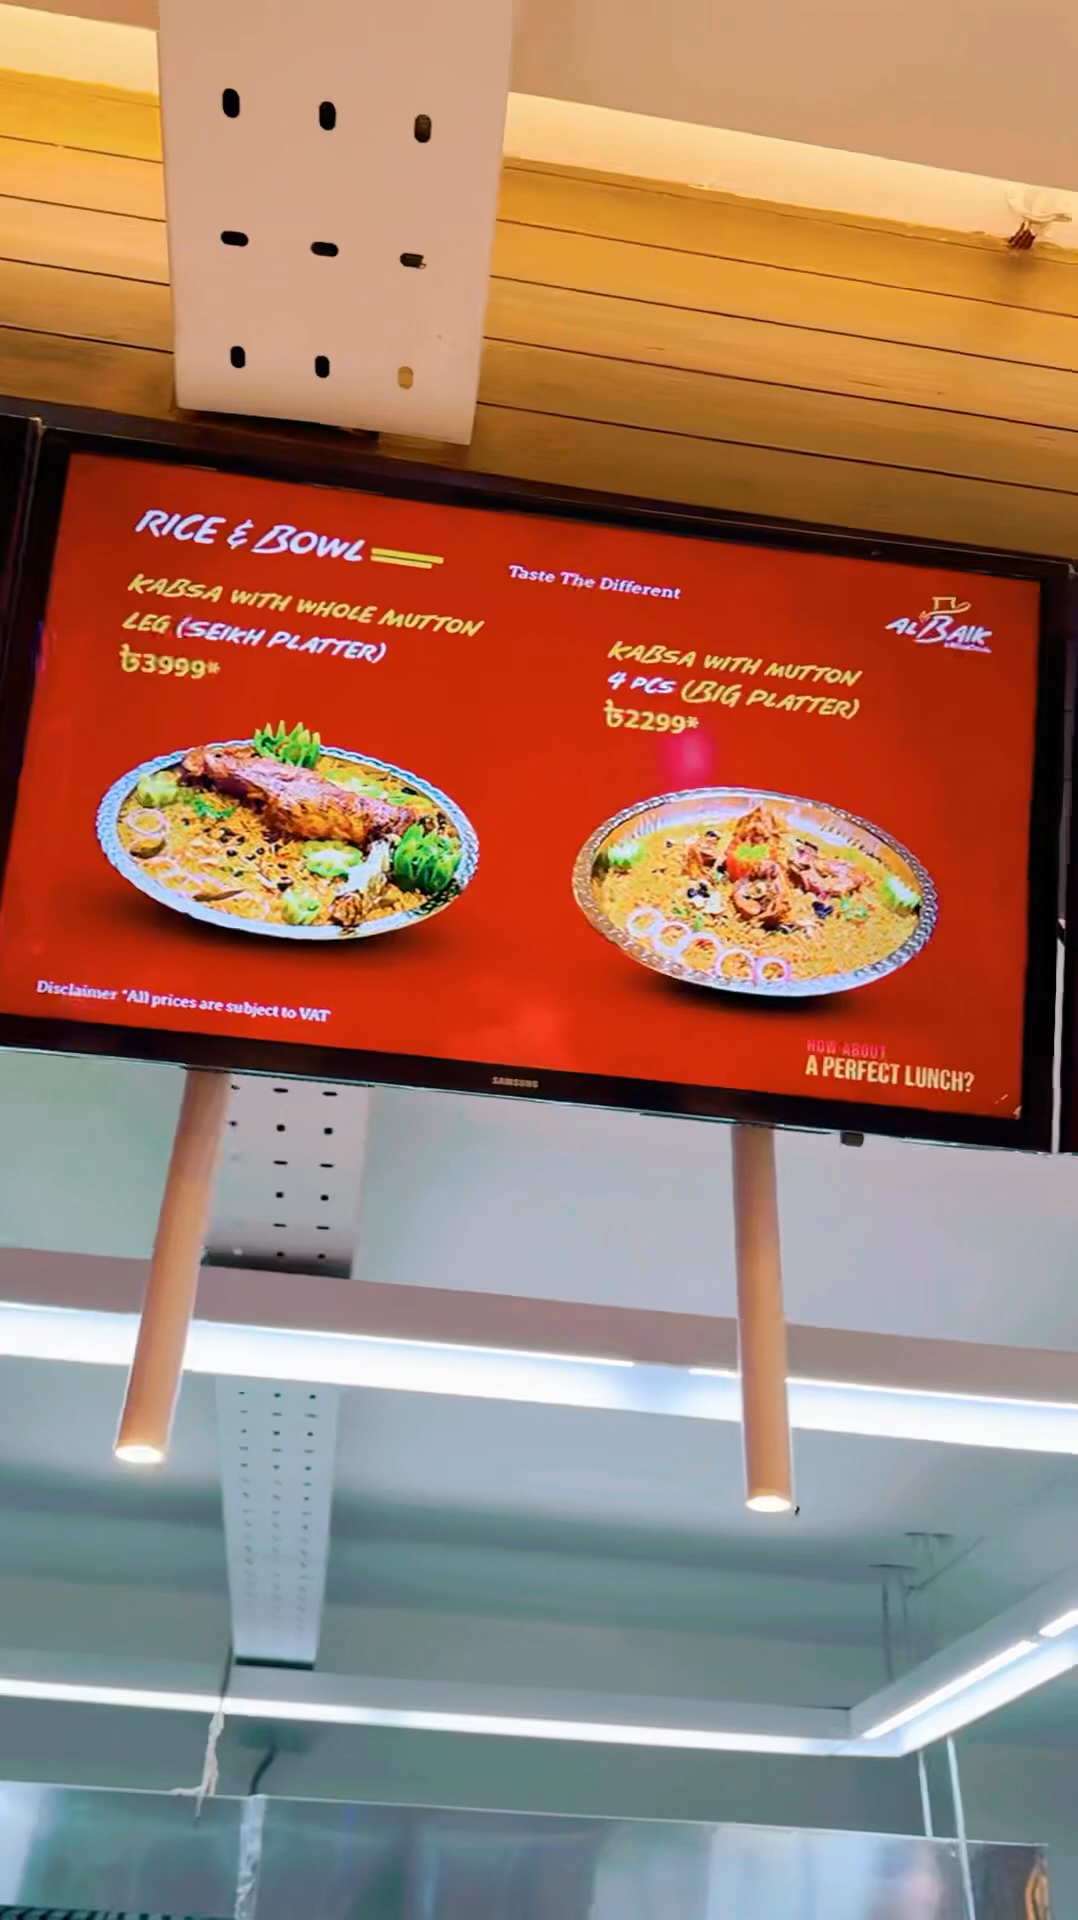 RICE & BOWL
KABSA WITH WHOLE MUTTON
LEG (SEIKH PLATTER)
৳3999*
Taste The Different
AL BAIK
KABSA WITH MUTTON
4 PCS (BIG PLATTER)
৳2299*
Disclaimer *All prices are subject to VAT
HOW ABOUT
A PERFECT LUNCH?
SAMSUNG